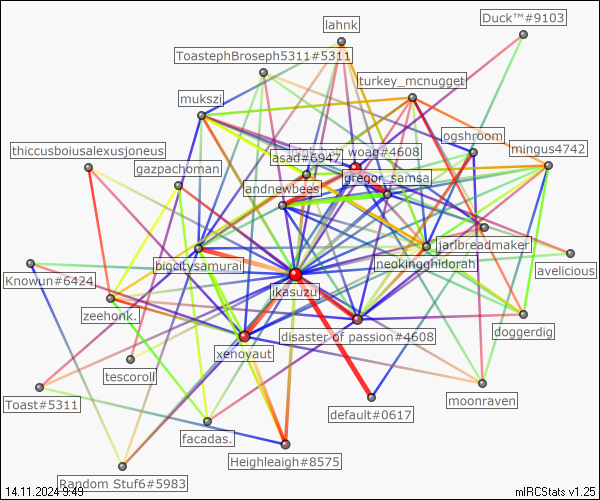 Duck™#9103
lahnk
ToastephBroseph5311#5311
turkey_mcnugget
mukszi
ogshroom
thiccusboiusalexusjoneus
woag#4608
mingus4742
asad#6947
gazpachoman
gregor_samsa
landnewbees
jarlbreadmaker
bigcitysamurai
neokingghidorah
avelicious
Knowun#6424
ikasuzui
zeehonk.
doggerdig
disaster of passion#4608
xenoyaut
tescoroll
moonraven
Toast#5311
default#0617
facadas.
Heighleaigh#8575
Random Stuf6#5983
14.11.2024 9:49
mIRCStats v1.25